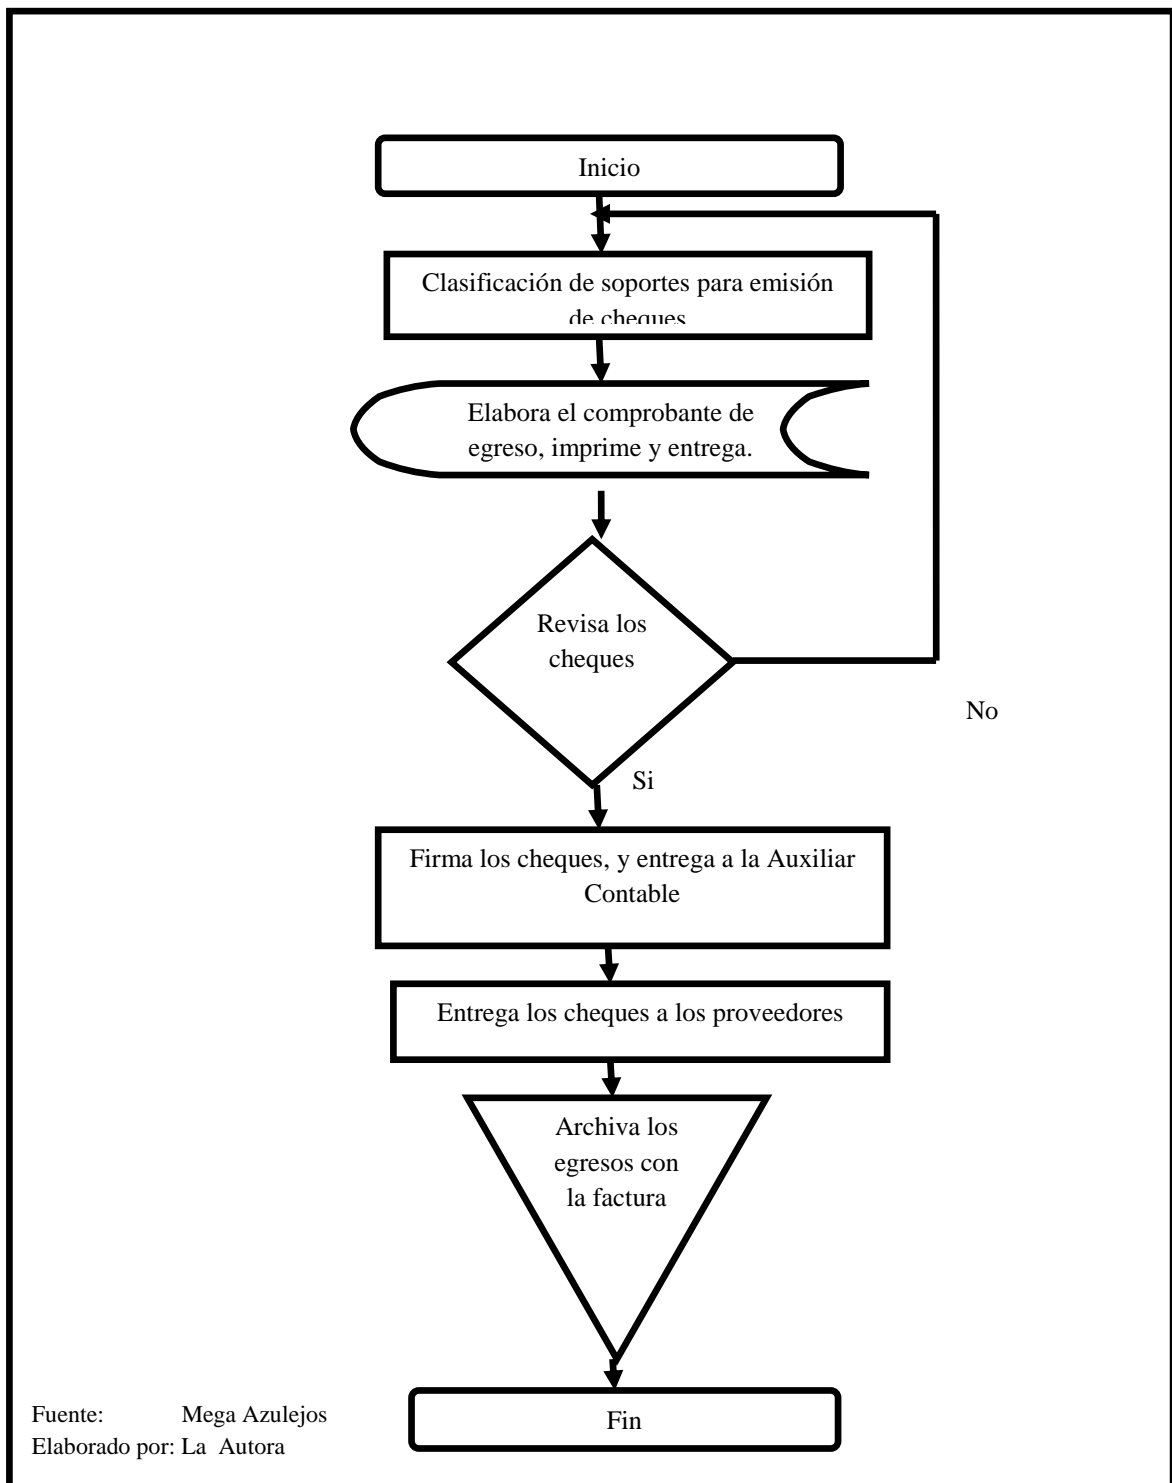 Inicio
Clasificación de soportes para emisión
de cheques
Elabora el comprobante de
egreso, imprime y entrega.
Revisa los
cheques
No
Si
Firma los cheques, y entrega a la Auxiliar
Contable
Entrega los cheques a los proveedores
Archiva los
egresos con
la factura
Fin
Fuente: Mega Azulejos
Elaborado por: La Autora